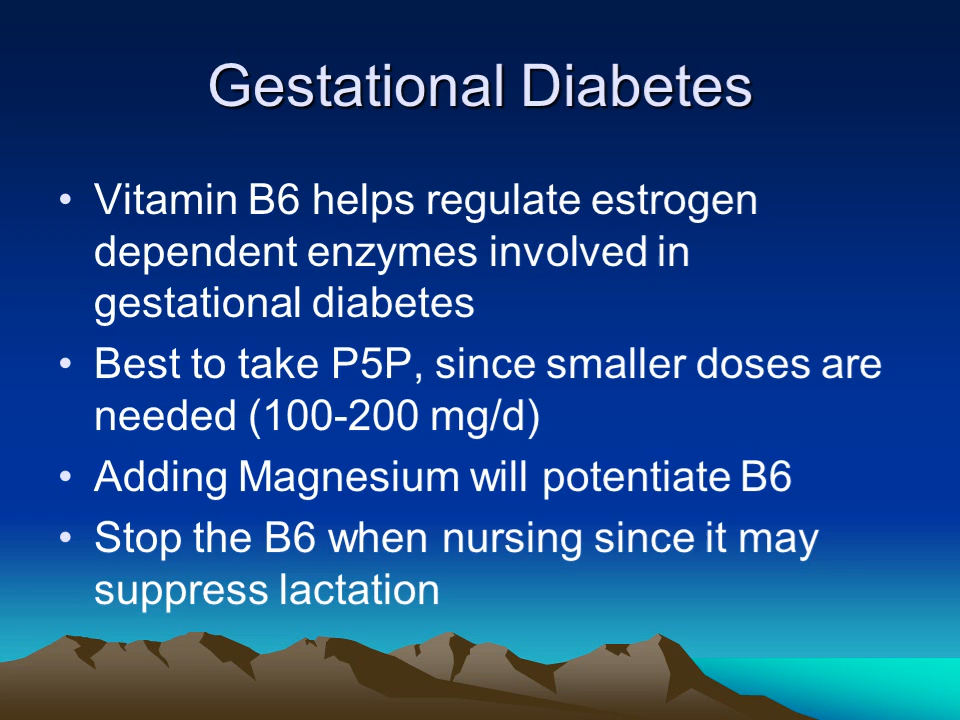 Gestational Diabetes
• Vitamin B6 helps regulate estrogen
dependent enzymes involved in
gestational diabetes
• Best to take P5P, since smaller doses are
needed (100-200 mg/d)
• Adding Magnesium will potentiate B6
• Stop the B6 when nursing since it may
suppress lactation